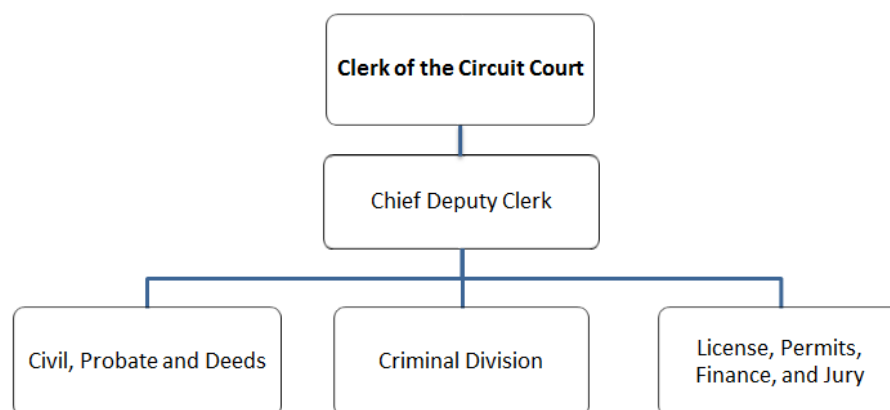 Clerk of the Circuit Court
Chief Deputy Clerk
Civil, Probate and Deeds
Criminal Division
License, Permits,
Finance, and Jury